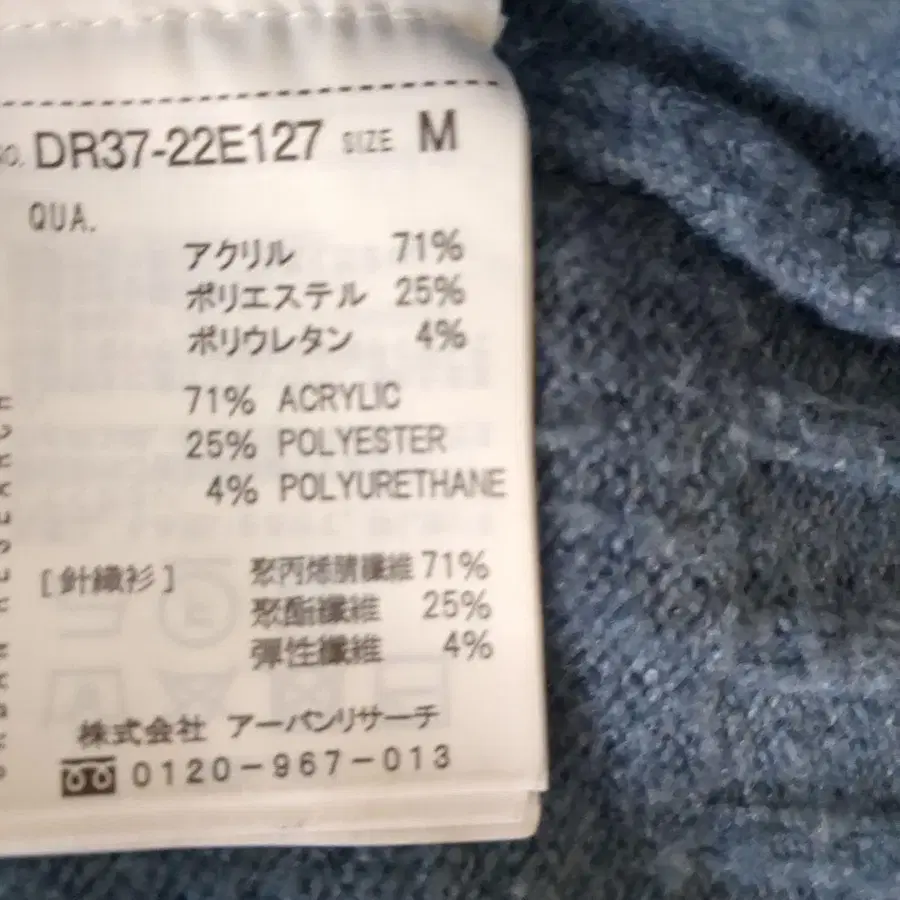 NO. DR37-22E127 SIZE M
QUA.
アクリル 71%
ポリエステル 25%
ポリウレタン 4%
71% ACRYLIC
25% POLYESTER
4% POLYURETHANE
[針織衫] 聚丙烯腈纖維 71%
聚酯纖維 25%
彈性纖維 4%
株式会社 アーバンリサーチ
0120-967-013